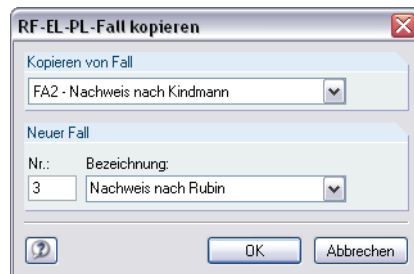 RF-EL-PL-Fall kopieren
Kopieren von Fall
FA2 - Nachweis nach Kindmann
Neuer Fall
Nr.: Bezeichnung:
3 Nachweis nach Rubin
OK Abbrechen